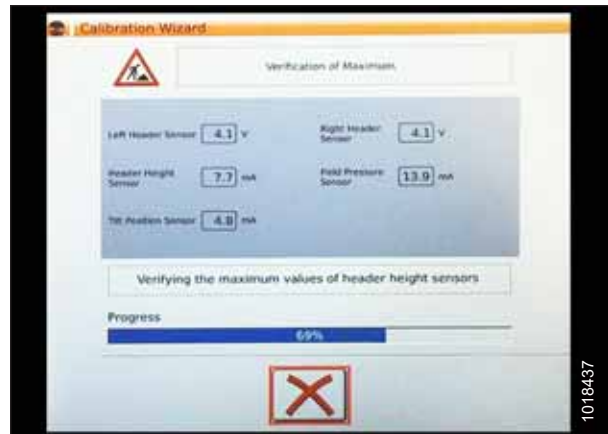 Calibration Wizard
Verification of Maximum.
Left Header Sensor 4.1 V
Right Header Sensor 4.1 V
Header Height Sensor 7.7 mA
Field Pressure Sensor 13.9 mA
Tilt Position Sensor 4.8 mA
Verifying the maximum values of header height sensors
Progress
69%
1018437